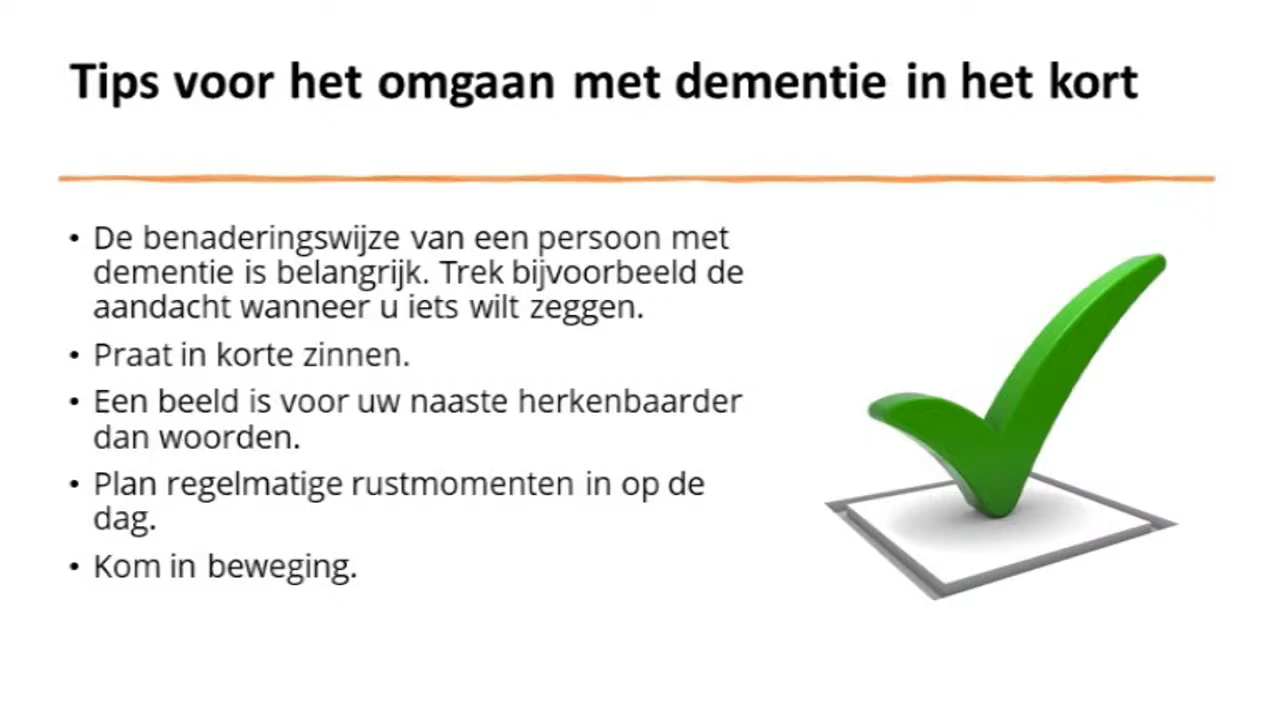 Tips voor het omgaan met dementie in het kort
• De benaderingswijze van een persoon met
dementie is belangrijk. Trek bijvoorbeeld de
aandacht wanneer u iets wilt zeggen.
• Praat in korte zinnen.
• Een beeld is voor uw naaste herkenbaarder
dan woorden.
• Plan regelmatige rustmomenten in op de
dag.
• Kom in beweging.